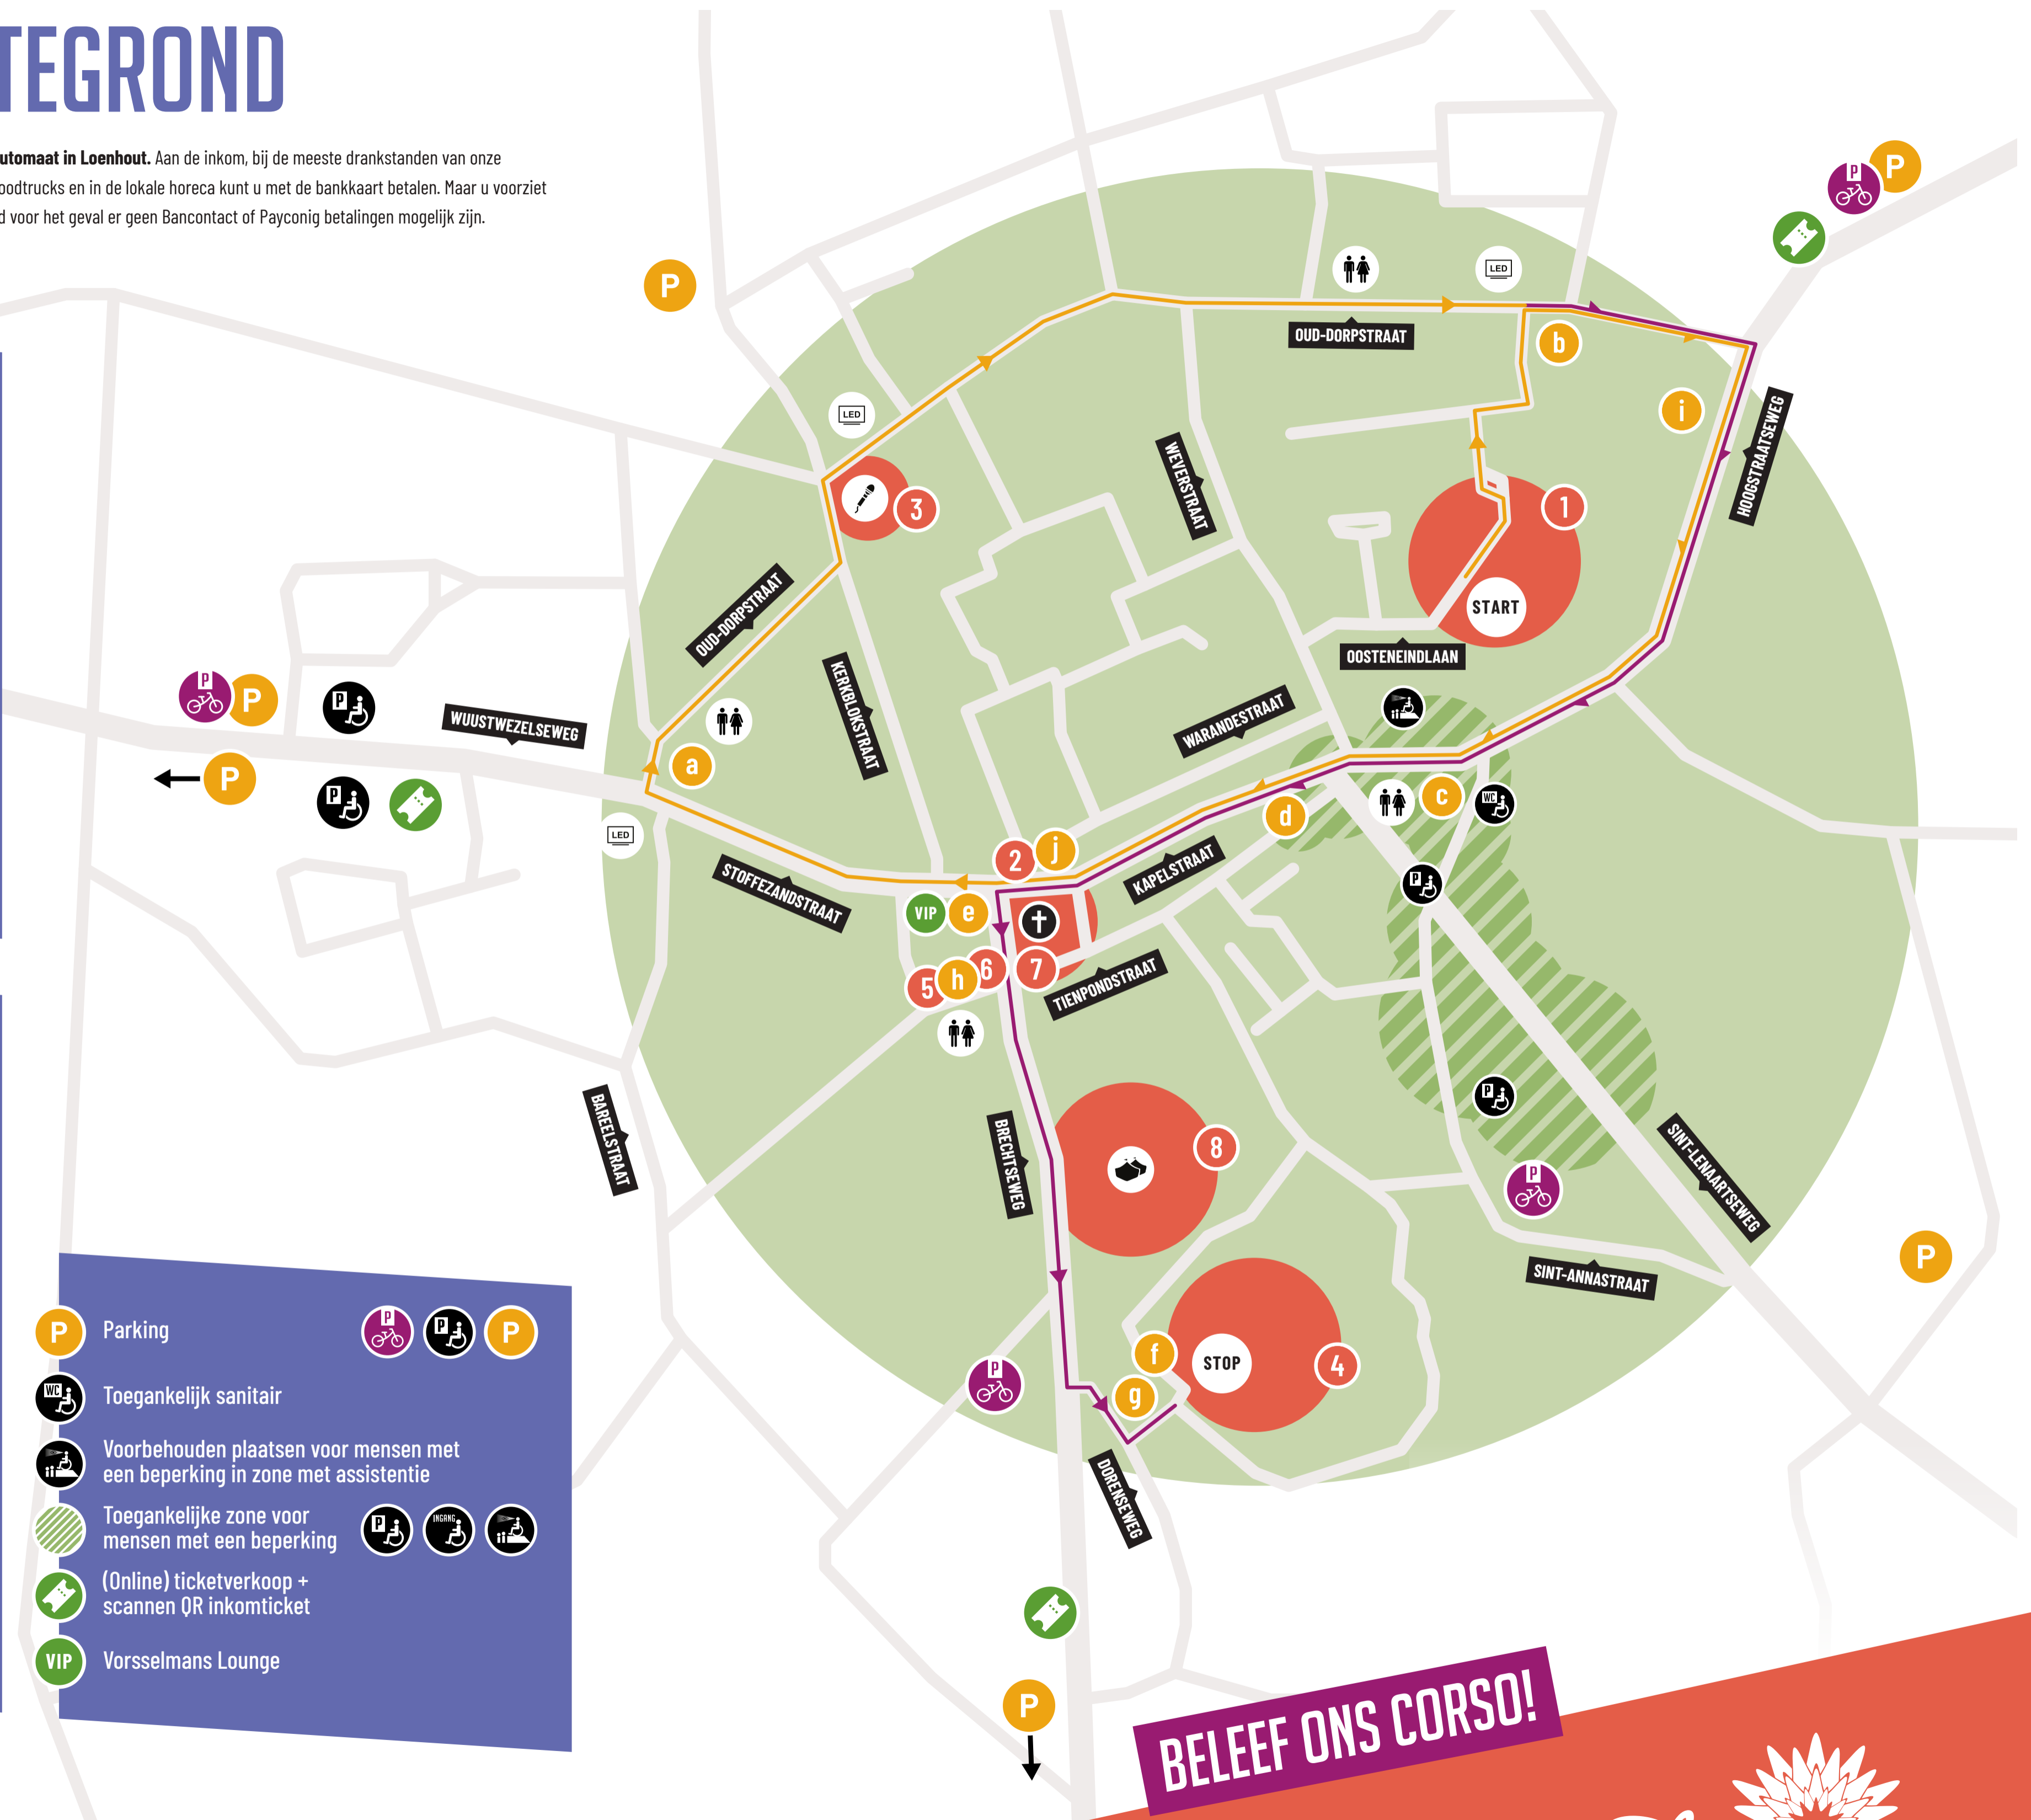 TEGROND
utomaat in Loenhout. Aan de inkom, bij de meeste drankstanden van onze
oodtrucks en in de lokale horeca kunt u met de bankkaart betalen. Maar u voorziet
d voor het geval er geen Bancontact of Payconig betalingen mogelijk zijn.
P
P
P
LED
OUD-DORPSTRAAT
b
i
HOOGSTRAATSEWEG
LED
3
WEVERSTRAAT
1
START
OUD-DORPSTRAAT
OOSTENEINDLAAN
KERKBLOKSTRAAT
P
P
P
WUUSTWEZELSEWEG
WARANDESTRAAT
a
P
P
c
WC
d
LED
2
j
KAPELSTRAAT
STOFFEZANDSTRAAT
P
VIP
e
5
h
6
7
TIENPONDSTRAAT
P
BAREELSTRAAT
BRECHTSEWEG
8
P
SINT-LENAARTSEWEG
P
SINT-ANNASTRAAT
f
STOP
4
P
g
DORENSEWEG
P
P
Parking
P
P
P
WC
Toegankelijk sanitair
Voorbehouden plaatsen voor mensen met
een beperking in zone met assistentie
Toegankelijke zone voor
mensen met een beperking
P
INGANG
(Online) ticketverkoop +
scannen QR inkomticket
VIP
Vorsselmans Lounge
BELEEF ONS CORSO!